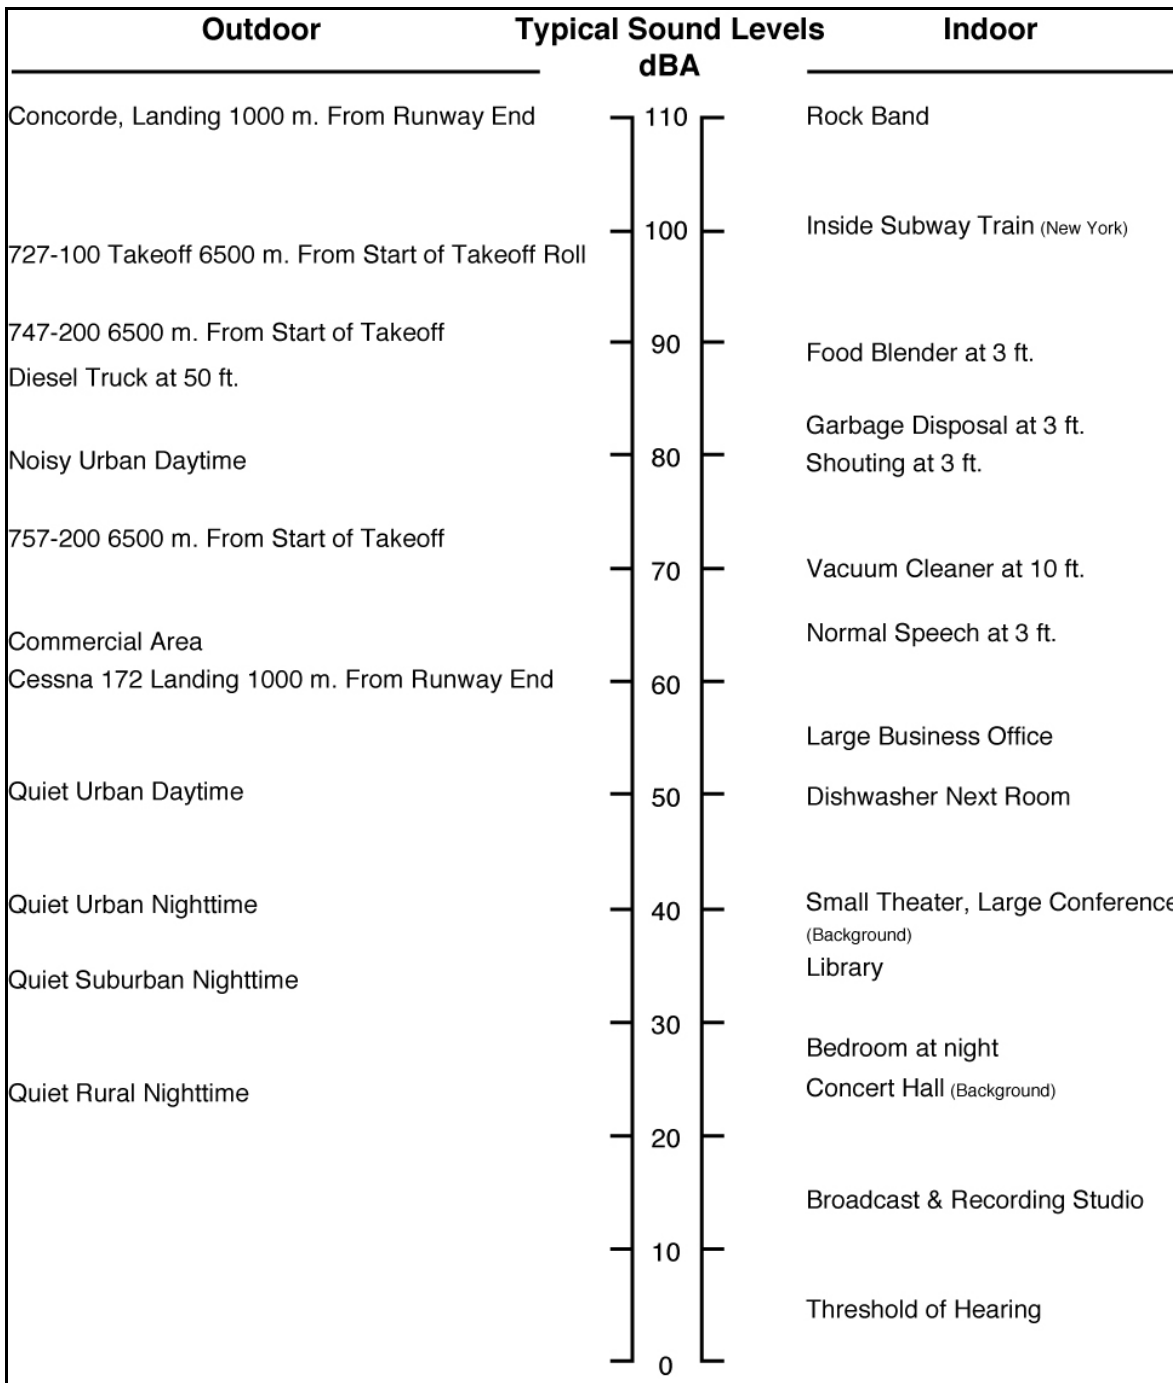 Outdoor Typical Sound Levels Indoor
dBA
Concorde, Landing 1000 m. From Runway End 110 Rock Band
100 Inside Subway Train (New York)
727-100 Takeoff 6500 m. From Start of Takeoff Roll
747-200 6500 m. From Start of Takeoff
90 Food Blender at 3 ft.
Diesel Truck at 50 ft.
Garbage Disposal at 3 ft.
Noisy Urban Daytime 80 Shouting at 3 ft.
757-200 6500 m. From Start of Takeoff
70 Vacuum Cleaner at 10 ft.
Commercial Area Normal Speech at 3 ft.
Cessna 172 Landing 1000 m. From Runway End 60
Large Business Office
Quiet Urban Daytime 50 Dishwasher Next Room
Quiet Urban Nighttime 40 Small Theater, Large Conference
(Background)
Library
Quiet Suburban Nighttime
30
Bedroom at night
Quiet Rural Nighttime Concert Hall (Background)
20
Broadcast & Recording Studio
10
Threshold of Hearing
0